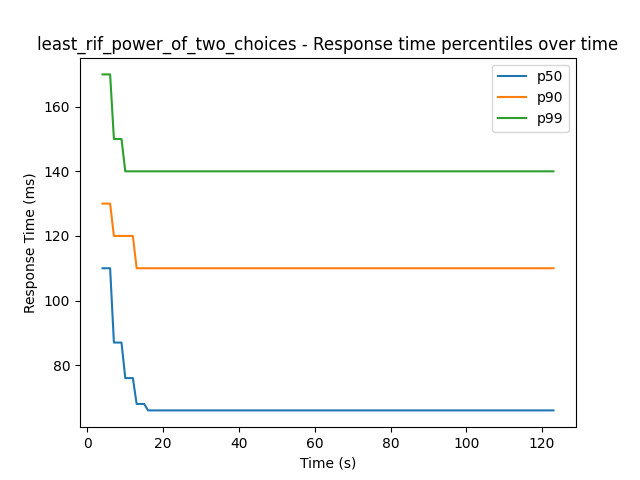 least_rif_power_of_two_choices - Response time percentiles over time
p50
p90
p99
160
140
120
100
80
Response Time (ms)
0 20 40 60 80 100 120
Time (s)